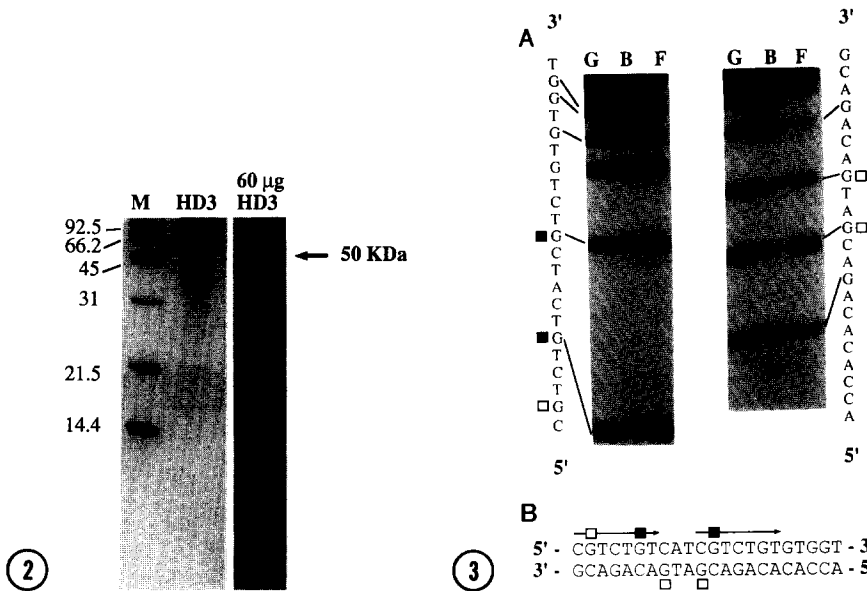 60 μg
M HD3 HD3
92.5
66.2
45
31
21.5
14.4
50 KDa
2
A
3'
G B F
T
G
G
T
G
T
G
T
C
T
G
C
T
A
C
T
G
T
C
T
G
C
5'
3'
G B F
G
C
A
G
A
C
A
G
T
A
G
C
A
G
A
C
A
C
A
C
C
A
5'
B
5' - CGTCTGTCATCGTCTGTGTGGT -3
3' - GCAGACAGTAGCAGACACACCA -5
3